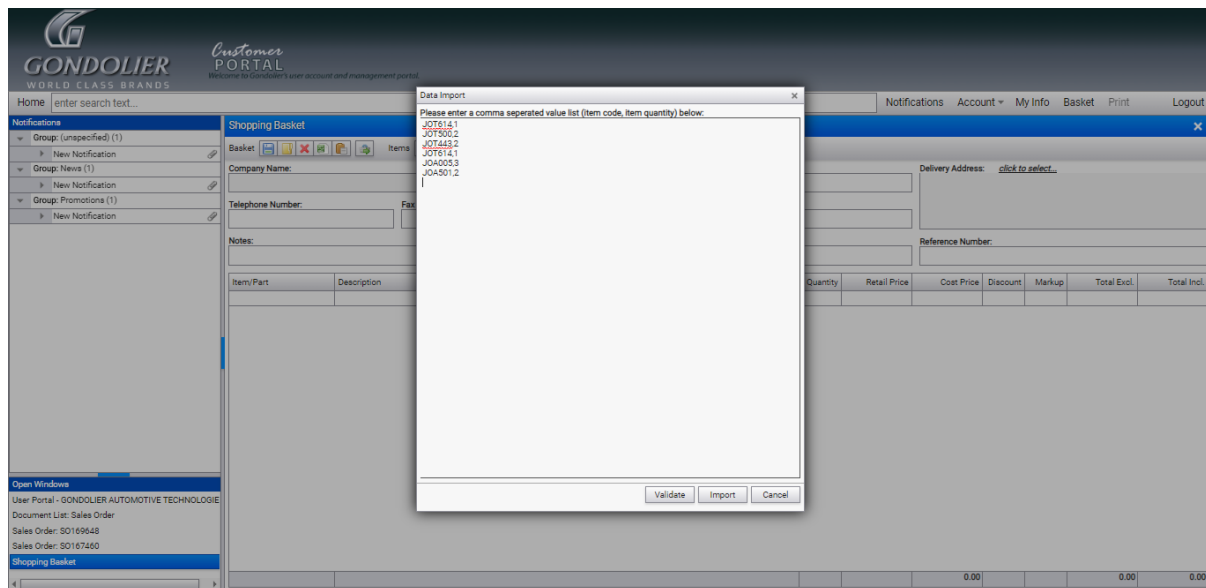 GONDOLIER
WORLD CLASS BRANDS
Customer
PORTAL
Welcome to Gondolier's user account and management portal.
Home enter search text...
Notifications Account My Info Basket Print Logout
Notifications
Group: (unspecified) (1)
New Notification
Group: News (1)
New Notification
Group: Promotions (1)
New Notification
Shopping Basket
Basket Items
Company Name:
Delivery Address: click to select...
Telephone Number: Fax
Notes:
Reference Number:
Item/Part Description Quantity Retail Price Cost Price Discount Markup Total Excl. Total Incl.
Data Import
Please enter a comma seperated value list (item code, item quantity) below:
JOT614,1
JOT500,2
JOT443,2
JOT614,1
JOA005,3
JOA501,2
Validate Import Cancel
Open Windows
User Portal - GONDOLIER AUTOMOTIVE TECHNOLOGIE
Document List: Sales Order
Sales Order: SO169648
Sales Order: SO167460
Shopping Basket
0.00 0.00 0.00